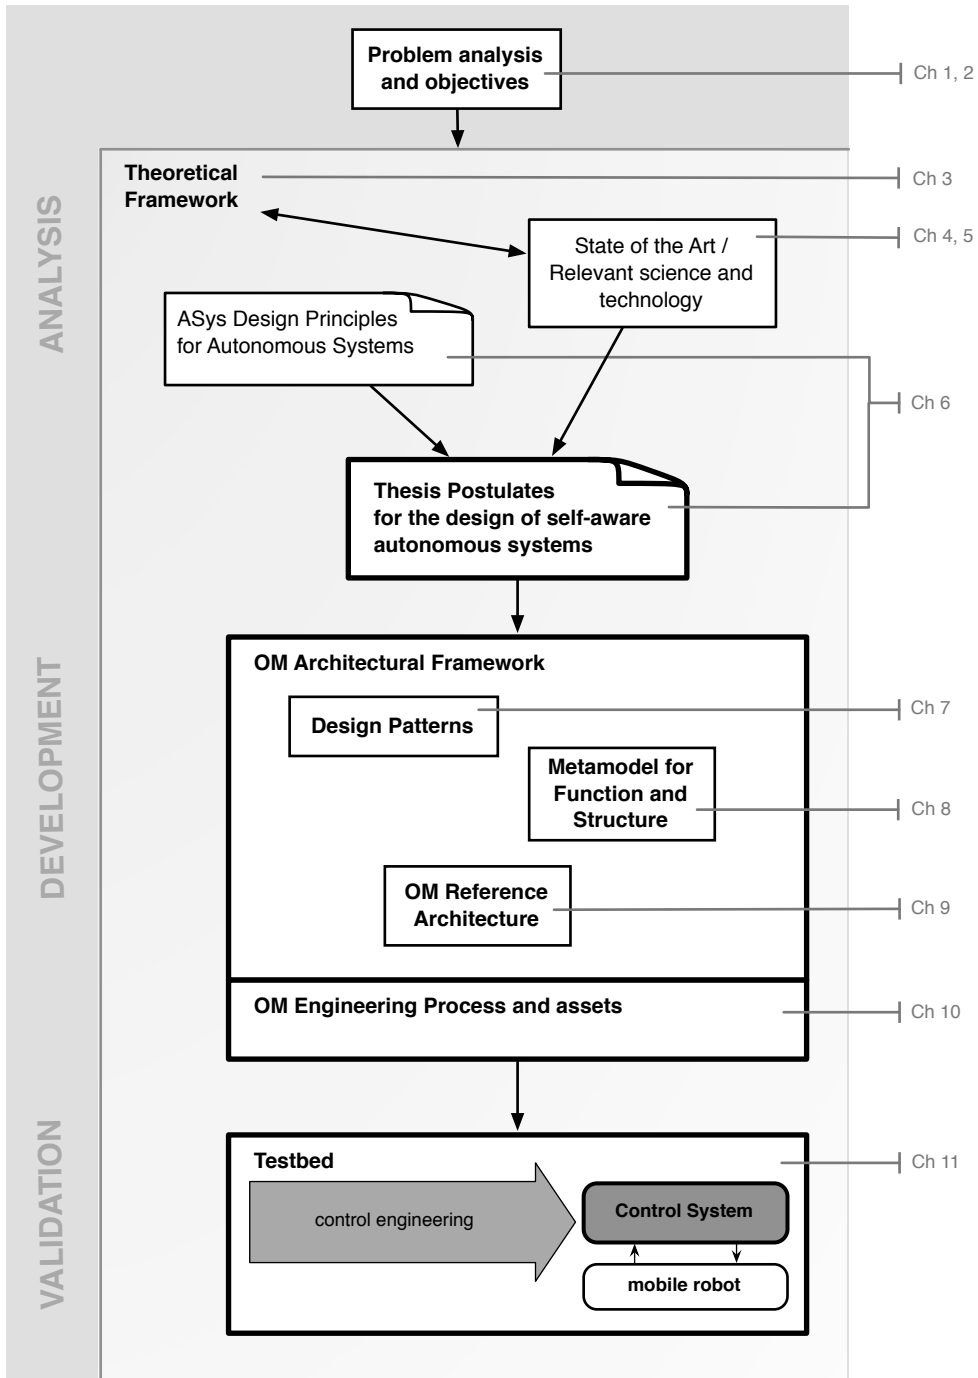 Problem analysis
and objectives
Ch 1, 2
ANALYSIS
Theoretical
Framework
Ch 3
State of the Art /
Relevant science and
technology
Ch 4, 5
ASys Design Principles
for Autonomous Systems
Ch 6
Thesis Postulates
for the design of self-aware
autonomous systems
DEVELOPMENT
OM Architectural Framework
Design Patterns
Ch 7
Metamodel for
Function and
Structure
Ch 8
OM Reference
Architecture
Ch 9
OM Engineering Process and assets
Ch 10
VALIDATION
Testbed
Ch 11
control engineering
Control System
mobile robot